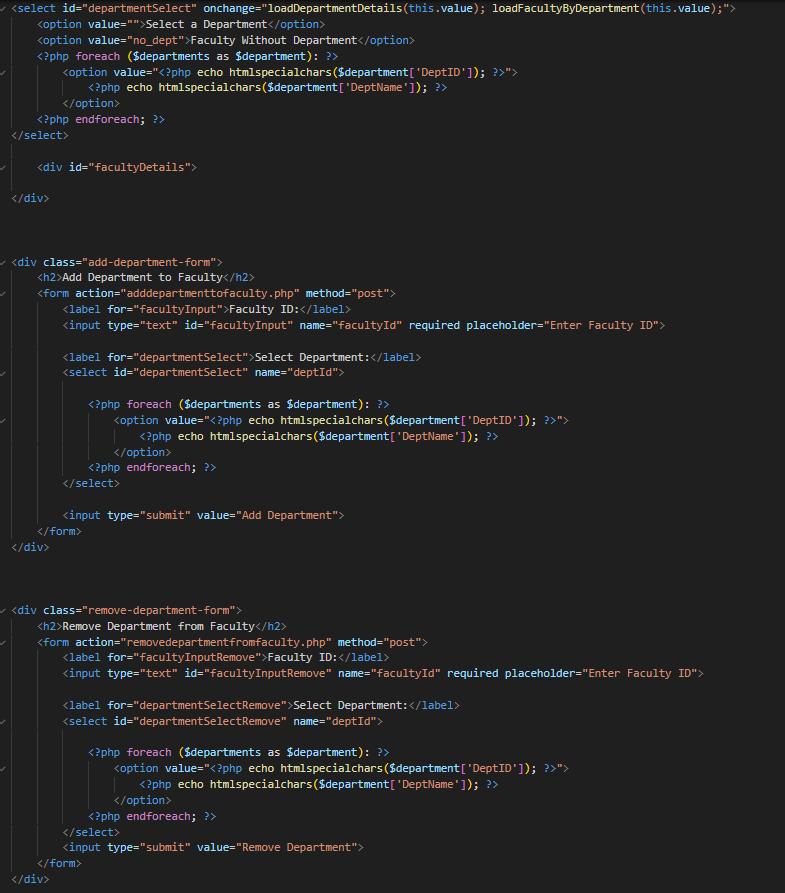 <select id="departmentSelect" onchange="loadDepartmentDetails(this.value); loadFacultyByDepartment(this.value);">
<option value="">Select a Department</option>
<option value="no_dept">Faculty Without Department</option>
<?php foreach ($departments as $department): ?>
<option value="<?php echo htmlspecialchars($department['DeptID']); ?>">
<?php echo htmlspecialchars($department['DeptName']); ?>
</option>
<?php endforeach; ?>
</select>
<div id="facultyDetails">
</div>
<div class="add-department-form">
<h2>Add Department to Faculty</h2>
<form action="adddepartmenttofaculty.php" method="post">
<label for="facultyInput">Faculty ID:</label>
<input type="text" id="facultyInput" name="facultyId" required placeholder="Enter Faculty ID">
<label for="departmentSelect">Select Department:</label>
<select id="departmentSelect" name="deptId">
<?php foreach ($departments as $department): ?>
<option value="<?php echo htmlspecialchars($department['DeptID']); ?>">
<?php echo htmlspecialchars($department['DeptName']); ?>
</option>
<?php endforeach; ?>
</select>
<input type="submit" value="Add Department">
</form>
</div>
<div class="remove-department-form">
<h2>Remove Department from Faculty</h2>
<form action="removedepartmentfromfaculty.php" method="post">
<label for="facultyInputRemove">Faculty ID:</label>
<input type="text" id="facultyInputRemove" name="facultyId" required placeholder="Enter Faculty ID">
<label for="departmentSelectRemove">Select Department:</label>
<select id="departmentSelectRemove" name="deptId">
<?php foreach ($departments as $department): ?>
<option value="<?php echo htmlspecialchars($department['DeptID']); ?>">
<?php echo htmlspecialchars($department['DeptName']); ?>
</option>
<?php endforeach; ?>
</select>
<input type="submit" value="Remove Department">
</form>
</div>